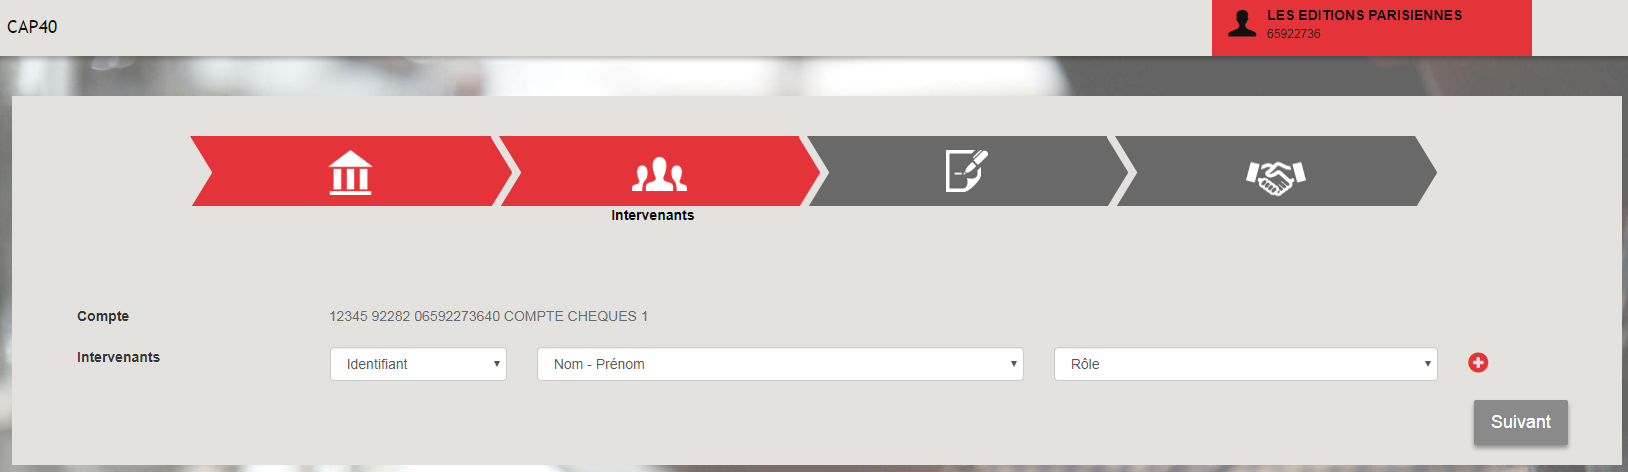 CAP40
LES EDITIONS PARISIENNES
65922736
Intervenants
Compte
12345 92282 06592273640 COMPTE CHEQUES 1
Intervenants
Identifiant
Nom - Prénom
Rôle
Suivant